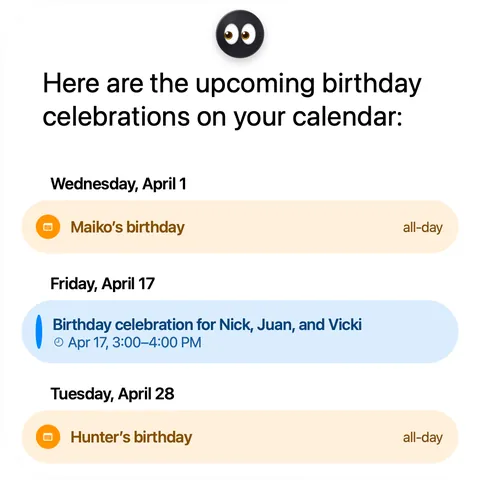 Here are the upcoming birthday
celebrations on your calendar:
Wednesday, April 1
Maiko’s birthday all-day
Friday, April 17
Birthday celebration for Nick, Juan, and Vicki
Apr 17, 3:00–4:00 PM
Tuesday, April 28
Hunter’s birthday all-day